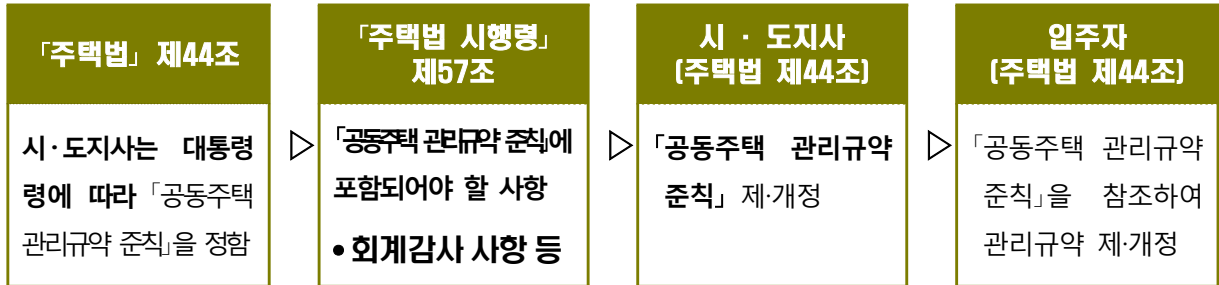 「주택법」 제44조
시·도지사는 대통령
령에 따라 「공동주택
관리규약 준칙」을 정함
▷
「주택법 시행령」
제57조
「공동주택 관리규약 준칙」에
포함되어야 할 사항
• 회계감사 사항 등
▷
시 · 도지사
(주택법 제44조)
「공동주택 관리규약
준칙」 제·개정
▷
입주자
(주택법 제44조)
「공동주택 관리규약
준칙」을 참조하여
관리규약 제·개정